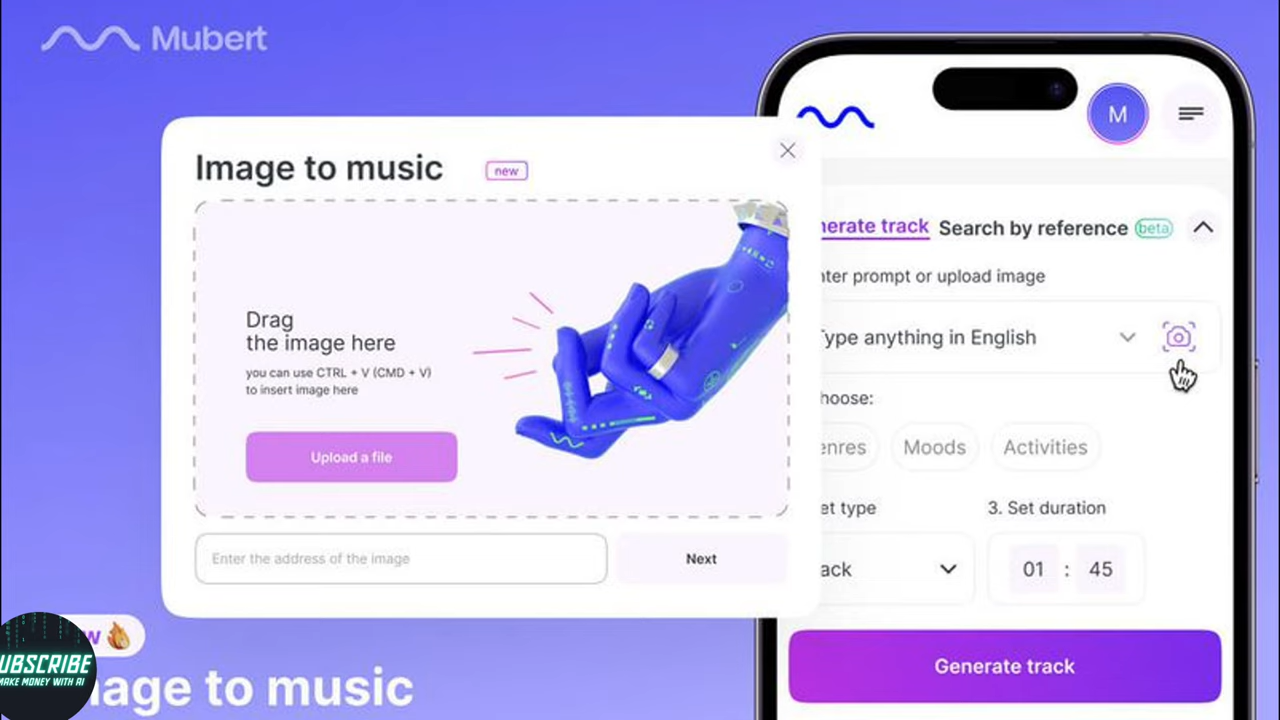 Mubert
Image to music
new
Drag
the image here
you can use CTRL + V (CMD + V)
to insert image here
Upload a file
Enter the address of the image
Next
M
nerate track
Search by reference
beta
nter prompt or upload image
Type anything in English
hoose:
enres
Moods
Activities
et type
3. Set duration
ack
01 : 45
Generate track
w
UBSCRIBE
MAKE MONEY WITH AI
mage to music